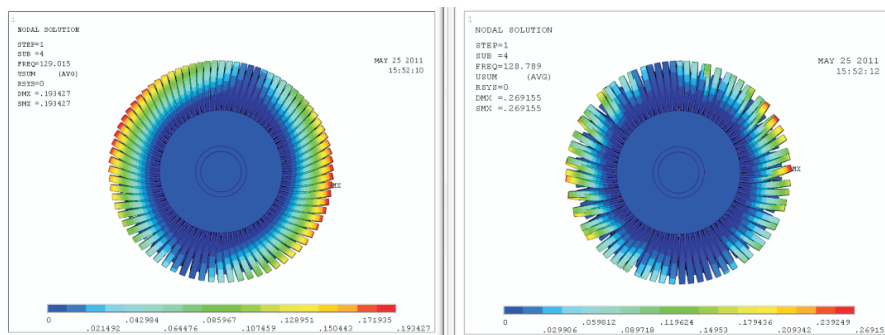 1
NODAL SOLUTION
STEP=1
SUB =4
FREQ=129.015
USUM (AVG)
RSYS=0
DMX =.193427
SMX =.193427
MAY 25 2011
15:52:10
MX
0 .042984 .085967 .128951 .171935
.021492 .064476 .107459 .150443 .193427
1
NODAL SOLUTION
STEP=1
SUB =4
FREQ=128.789
USUM (AVG)
RSYS=0
DMX =.269155
SMX =.269155
MAY 25 2011
15:52:12
MX
0 .059812 .119624 .179436 .239249
.029906 .089718 .14953 .209342 .26915